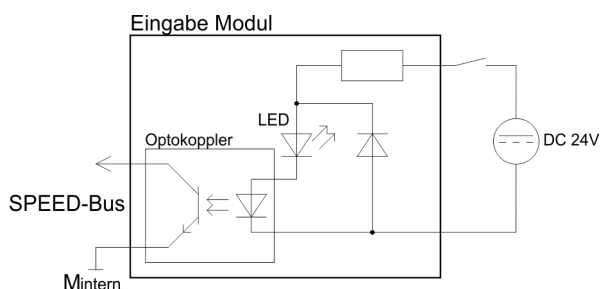 Eingabe Modul
LED
Optokoppler
DC 24V
SPEED-Bus
Mintern